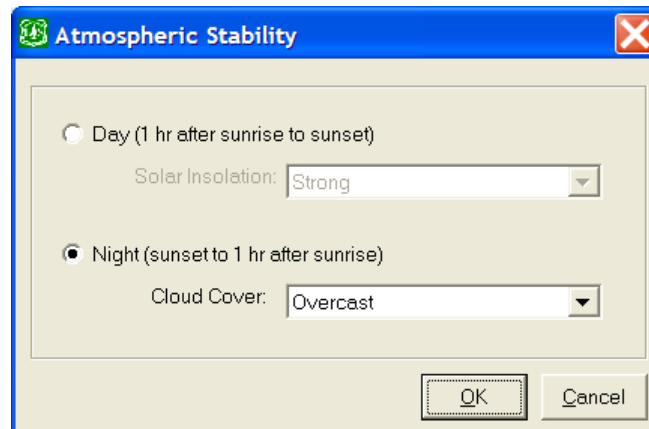 Atmospheric Stability
Day (1 hr after sunrise to sunset)
Solar Insolation: Strong
Night (sunset to 1 hr after sunrise)
Cloud Cover: Overcast
OK Cancel